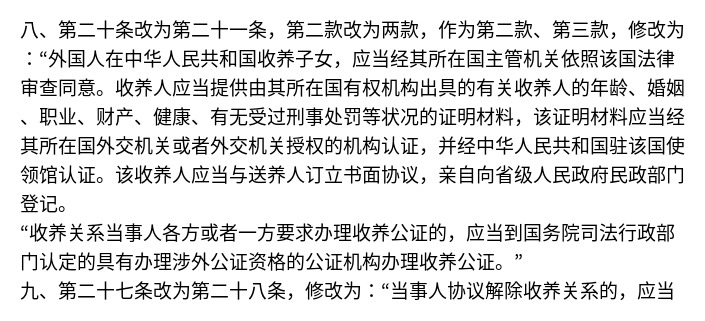 八、第二十条改为第二十一条，第二款改为两款，作为第二款、第三款，修改为
：“外国人在中华人民共和国收养子女，应当经其所在国主管机关依照该国法律
审查同意。收养人应当提供由其所在国有权机构出具的有关收养人的年龄、婚姻
、职业、财产、健康、有无受过刑事处罚等状况的证明材料，该证明材料应当经
其所在国外交机关或者外交机关授权的机构认证，并经中华人民共和国驻该国使
领馆认证。该收养人应当与送养人订立书面协议，亲自向省级人民政府民政部门
登记。
“收养关系当事人各方或者一方要求办理收养公证的，应当到国务院司法行政部
门认定的具有办理涉外公证资格的公证机构办理收养公证。”
九、第二十七条改为第二十八条，修改为：“当事人协议解除收养关系的，应当